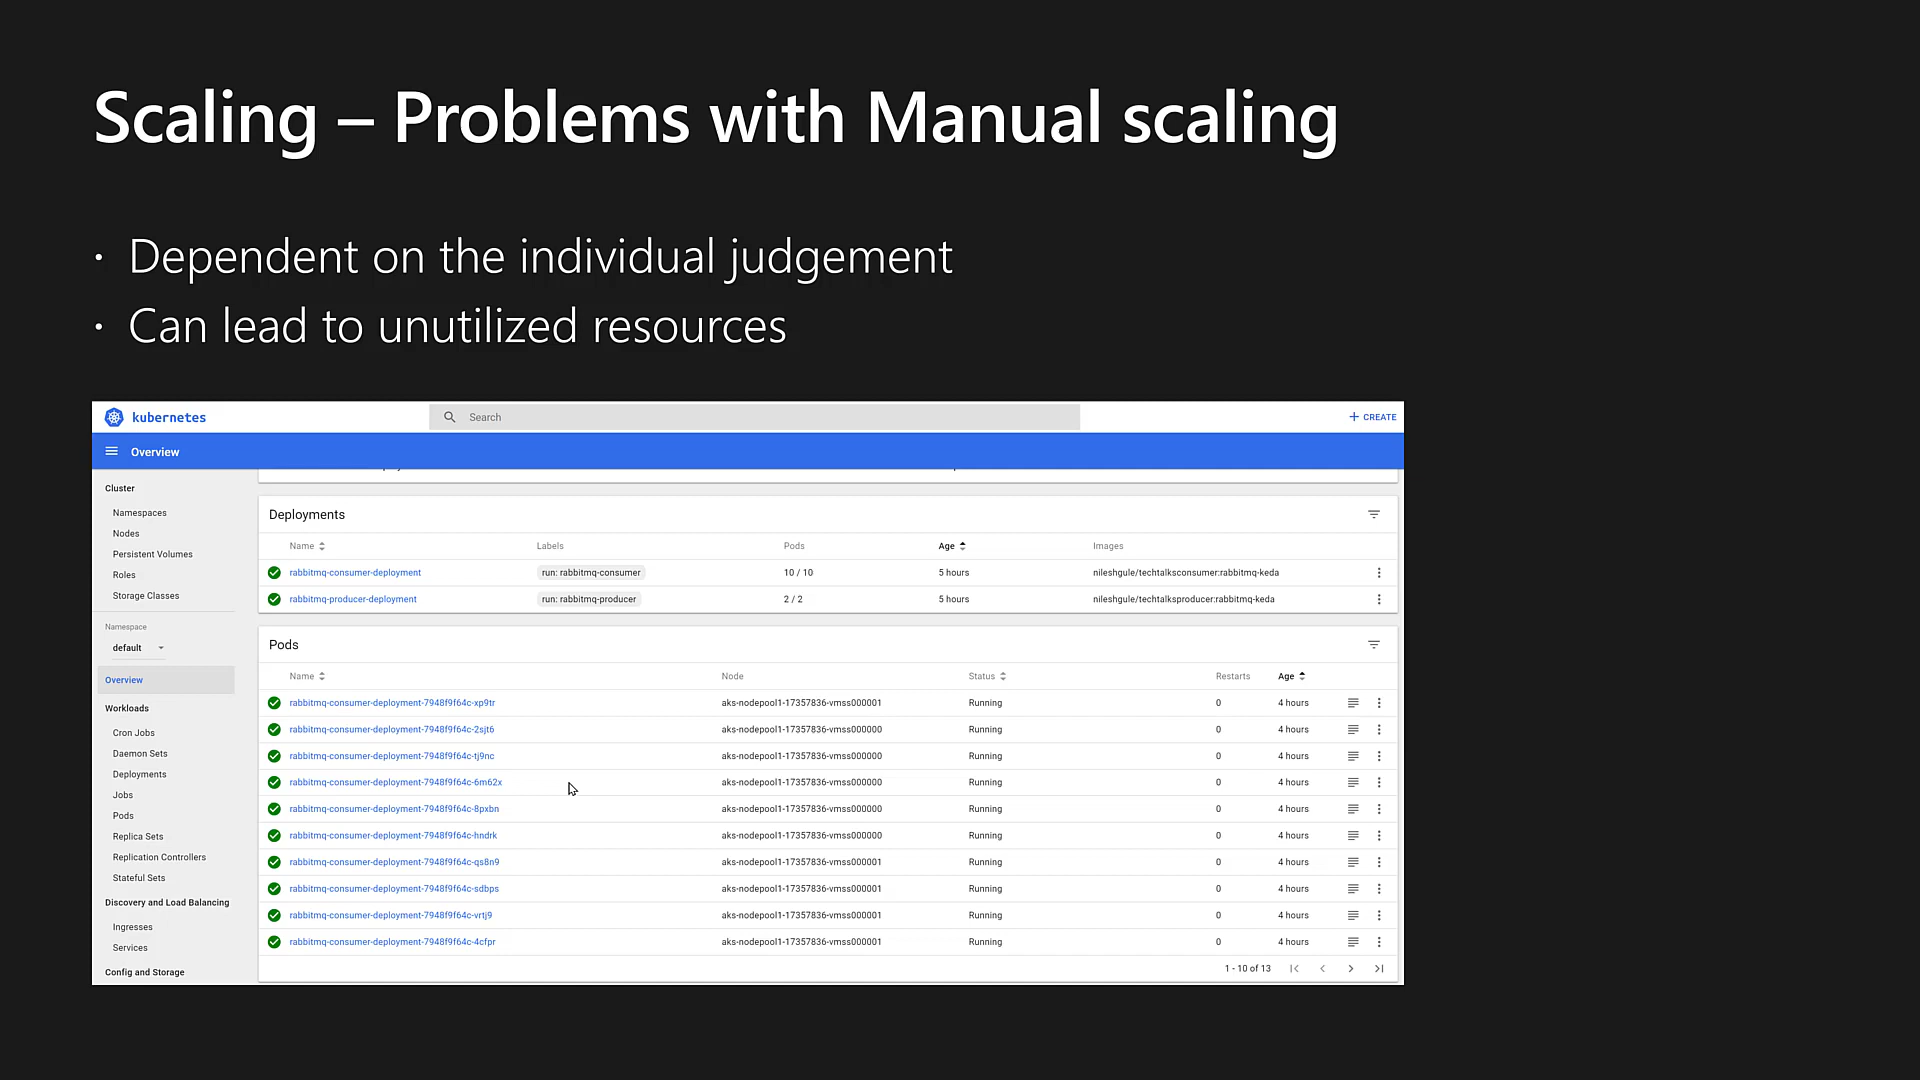 Scaling – Problems with Manual scaling
· Dependent on the individual judgement
· Can lead to unutilized resources
kubernetes
Search
+ CREATE
Overview
Cluster
Namespaces
Nodes
Persistent Volumes
Roles
Storage Classes
Namespace
default
Overview
Workloads
Cron Jobs
Daemon Sets
Deployments
Jobs
Pods
Replica Sets
Replication Controllers
Stateful Sets
Discovery and Load Balancing
Ingresses
Services
Config and Storage
Deployments
Name Labels Pods Age Images
rabbitmq-consumer-deployment run: rabbitmq-consumer 10 / 10 5 hours nileshgule/techtalksconsumer:rabbitmq-keda
rabbitmq-producer-deployment run: rabbitmq-producer 2 / 2 5 hours nileshgule/techtalksproducer:rabbitmq-keda
Pods
Name Node Status Restarts Age
rabbitmq-consumer-deployment-7948f9f64c-xp9tr aks-nodepool1-17357836-vmss000001 Running 0 4 hours
rabbitmq-consumer-deployment-7948f9f64c-2sjt6 aks-nodepool1-17357836-vmss000000 Running 0 4 hours
rabbitmq-consumer-deployment-7948f9f64c-tj9nc aks-nodepool1-17357836-vmss000000 Running 0 4 hours
rabbitmq-consumer-deployment-7948f9f64c-6m62x aks-nodepool1-17357836-vmss000000 Running 0 4 hours
rabbitmq-consumer-deployment-7948f9f64c-8pxbn aks-nodepool1-17357836-vmss000000 Running 0 4 hours
rabbitmq-consumer-deployment-7948f9f64c-hndrk aks-nodepool1-17357836-vmss000000 Running 0 4 hours
rabbitmq-consumer-deployment-7948f9f64c-qs8n9 aks-nodepool1-17357836-vmss000001 Running 0 4 hours
rabbitmq-consumer-deployment-7948f9f64c-sdbps aks-nodepool1-17357836-vmss000001 Running 0 4 hours
rabbitmq-consumer-deployment-7948f9f64c-vrtj9 aks-nodepool1-17357836-vmss000001 Running 0 4 hours
rabbitmq-consumer-deployment-7948f9f64c-4cfpr aks-nodepool1-17357836-vmss000001 Running 0 4 hours
1 - 10 of 13